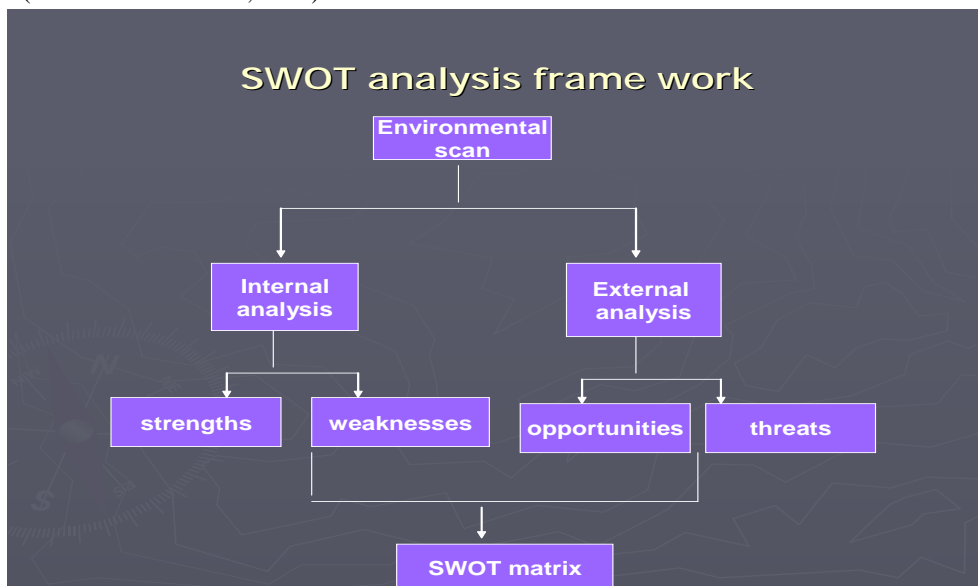 SWOT analysis frame work
Environmental
scan
Internal
analysis
External
analysis
strengths
weaknesses
opportunities
threats
SWOT matrix
N
S